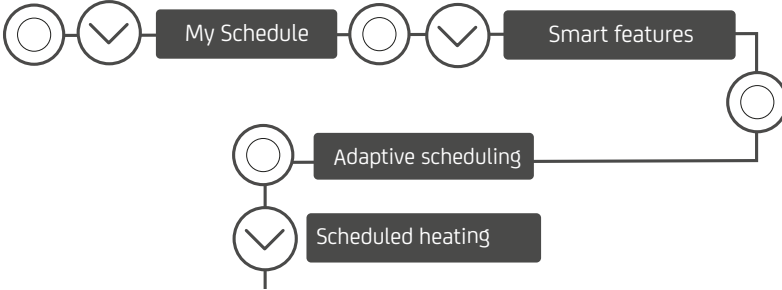 My Schedule
Smart features
Adaptive scheduling
Scheduled heating